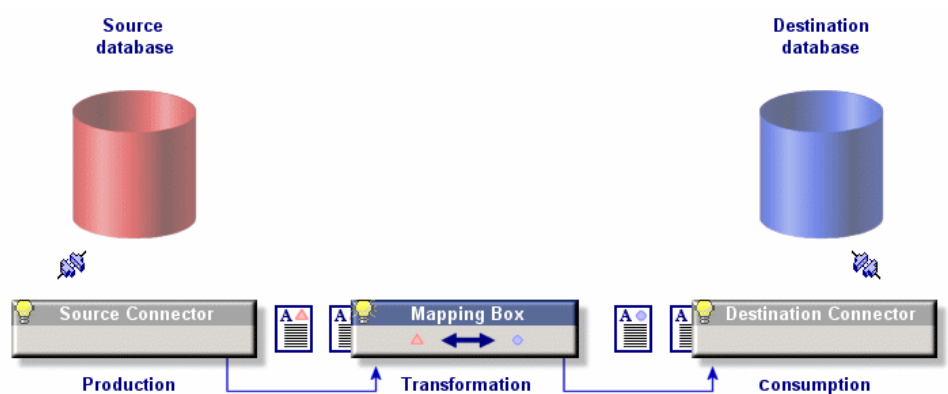 Source
database
Destination
database
Source Connector
A
A
Mapping Box
A
A
Destination Connector
Production
Transformation
Consumption